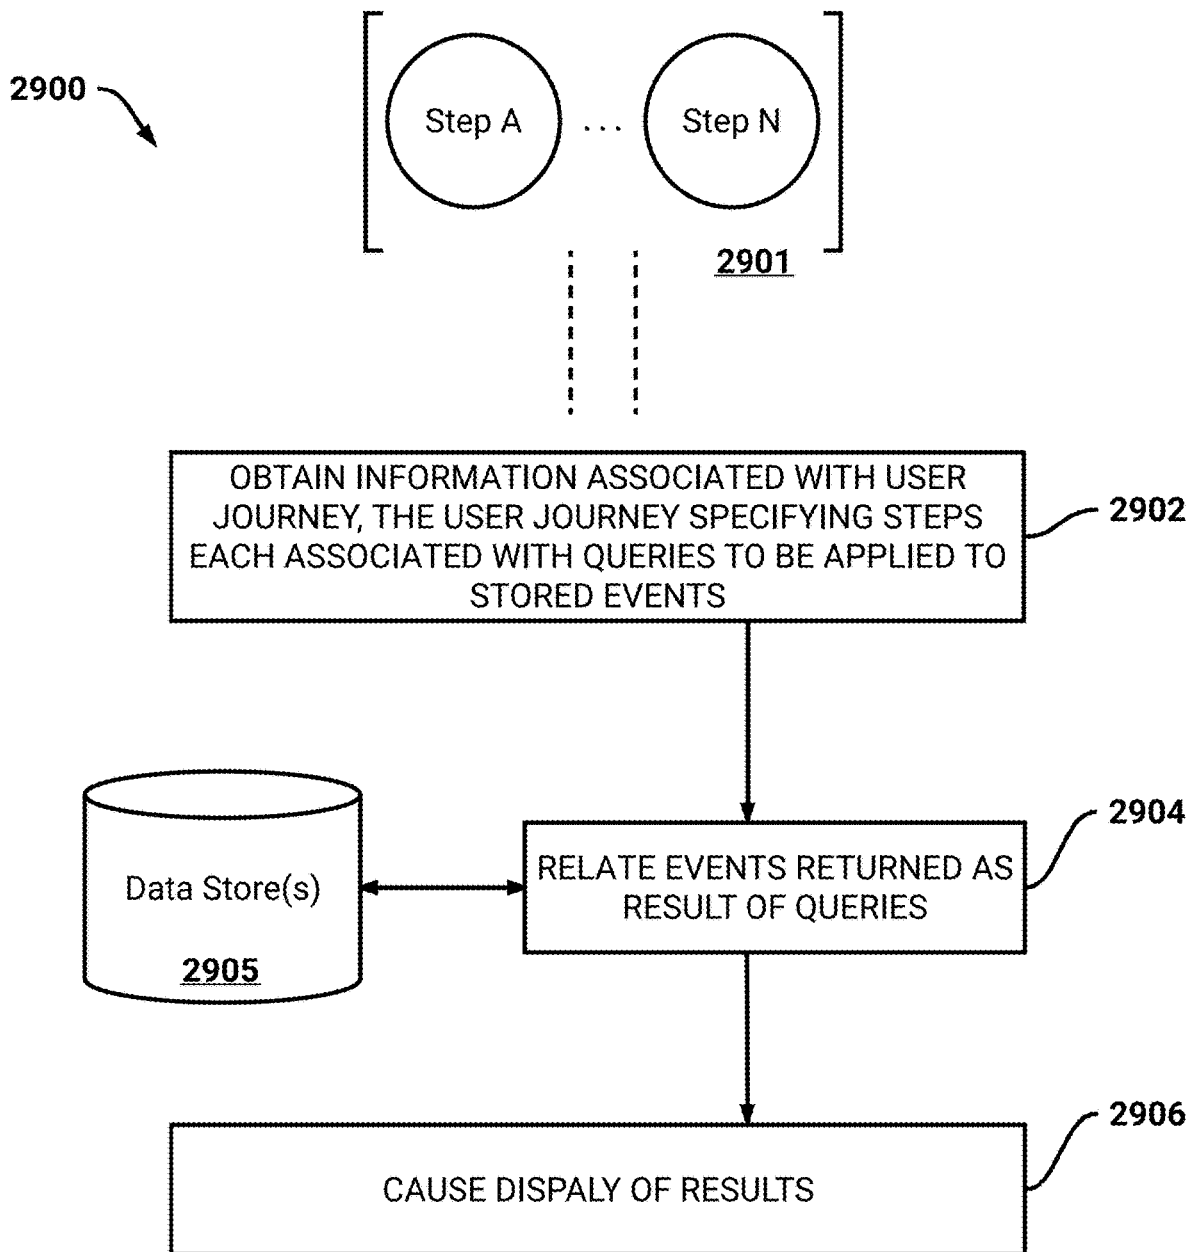 2900
Step A
...
Step N
2901
OBTAIN INFORMATION ASSOCIATED WITH USER
JOURNEY, THE USER JOURNEY SPECIFYING STEPS
EACH ASSOCIATED WITH QUERIES TO BE APPLIED TO
STORED EVENTS
2902
Data Store(s)
2905
RELATE EVENTS RETURNED AS
RESULT OF QUERIES
2904
CAUSE DISPALY OF RESULTS
2906